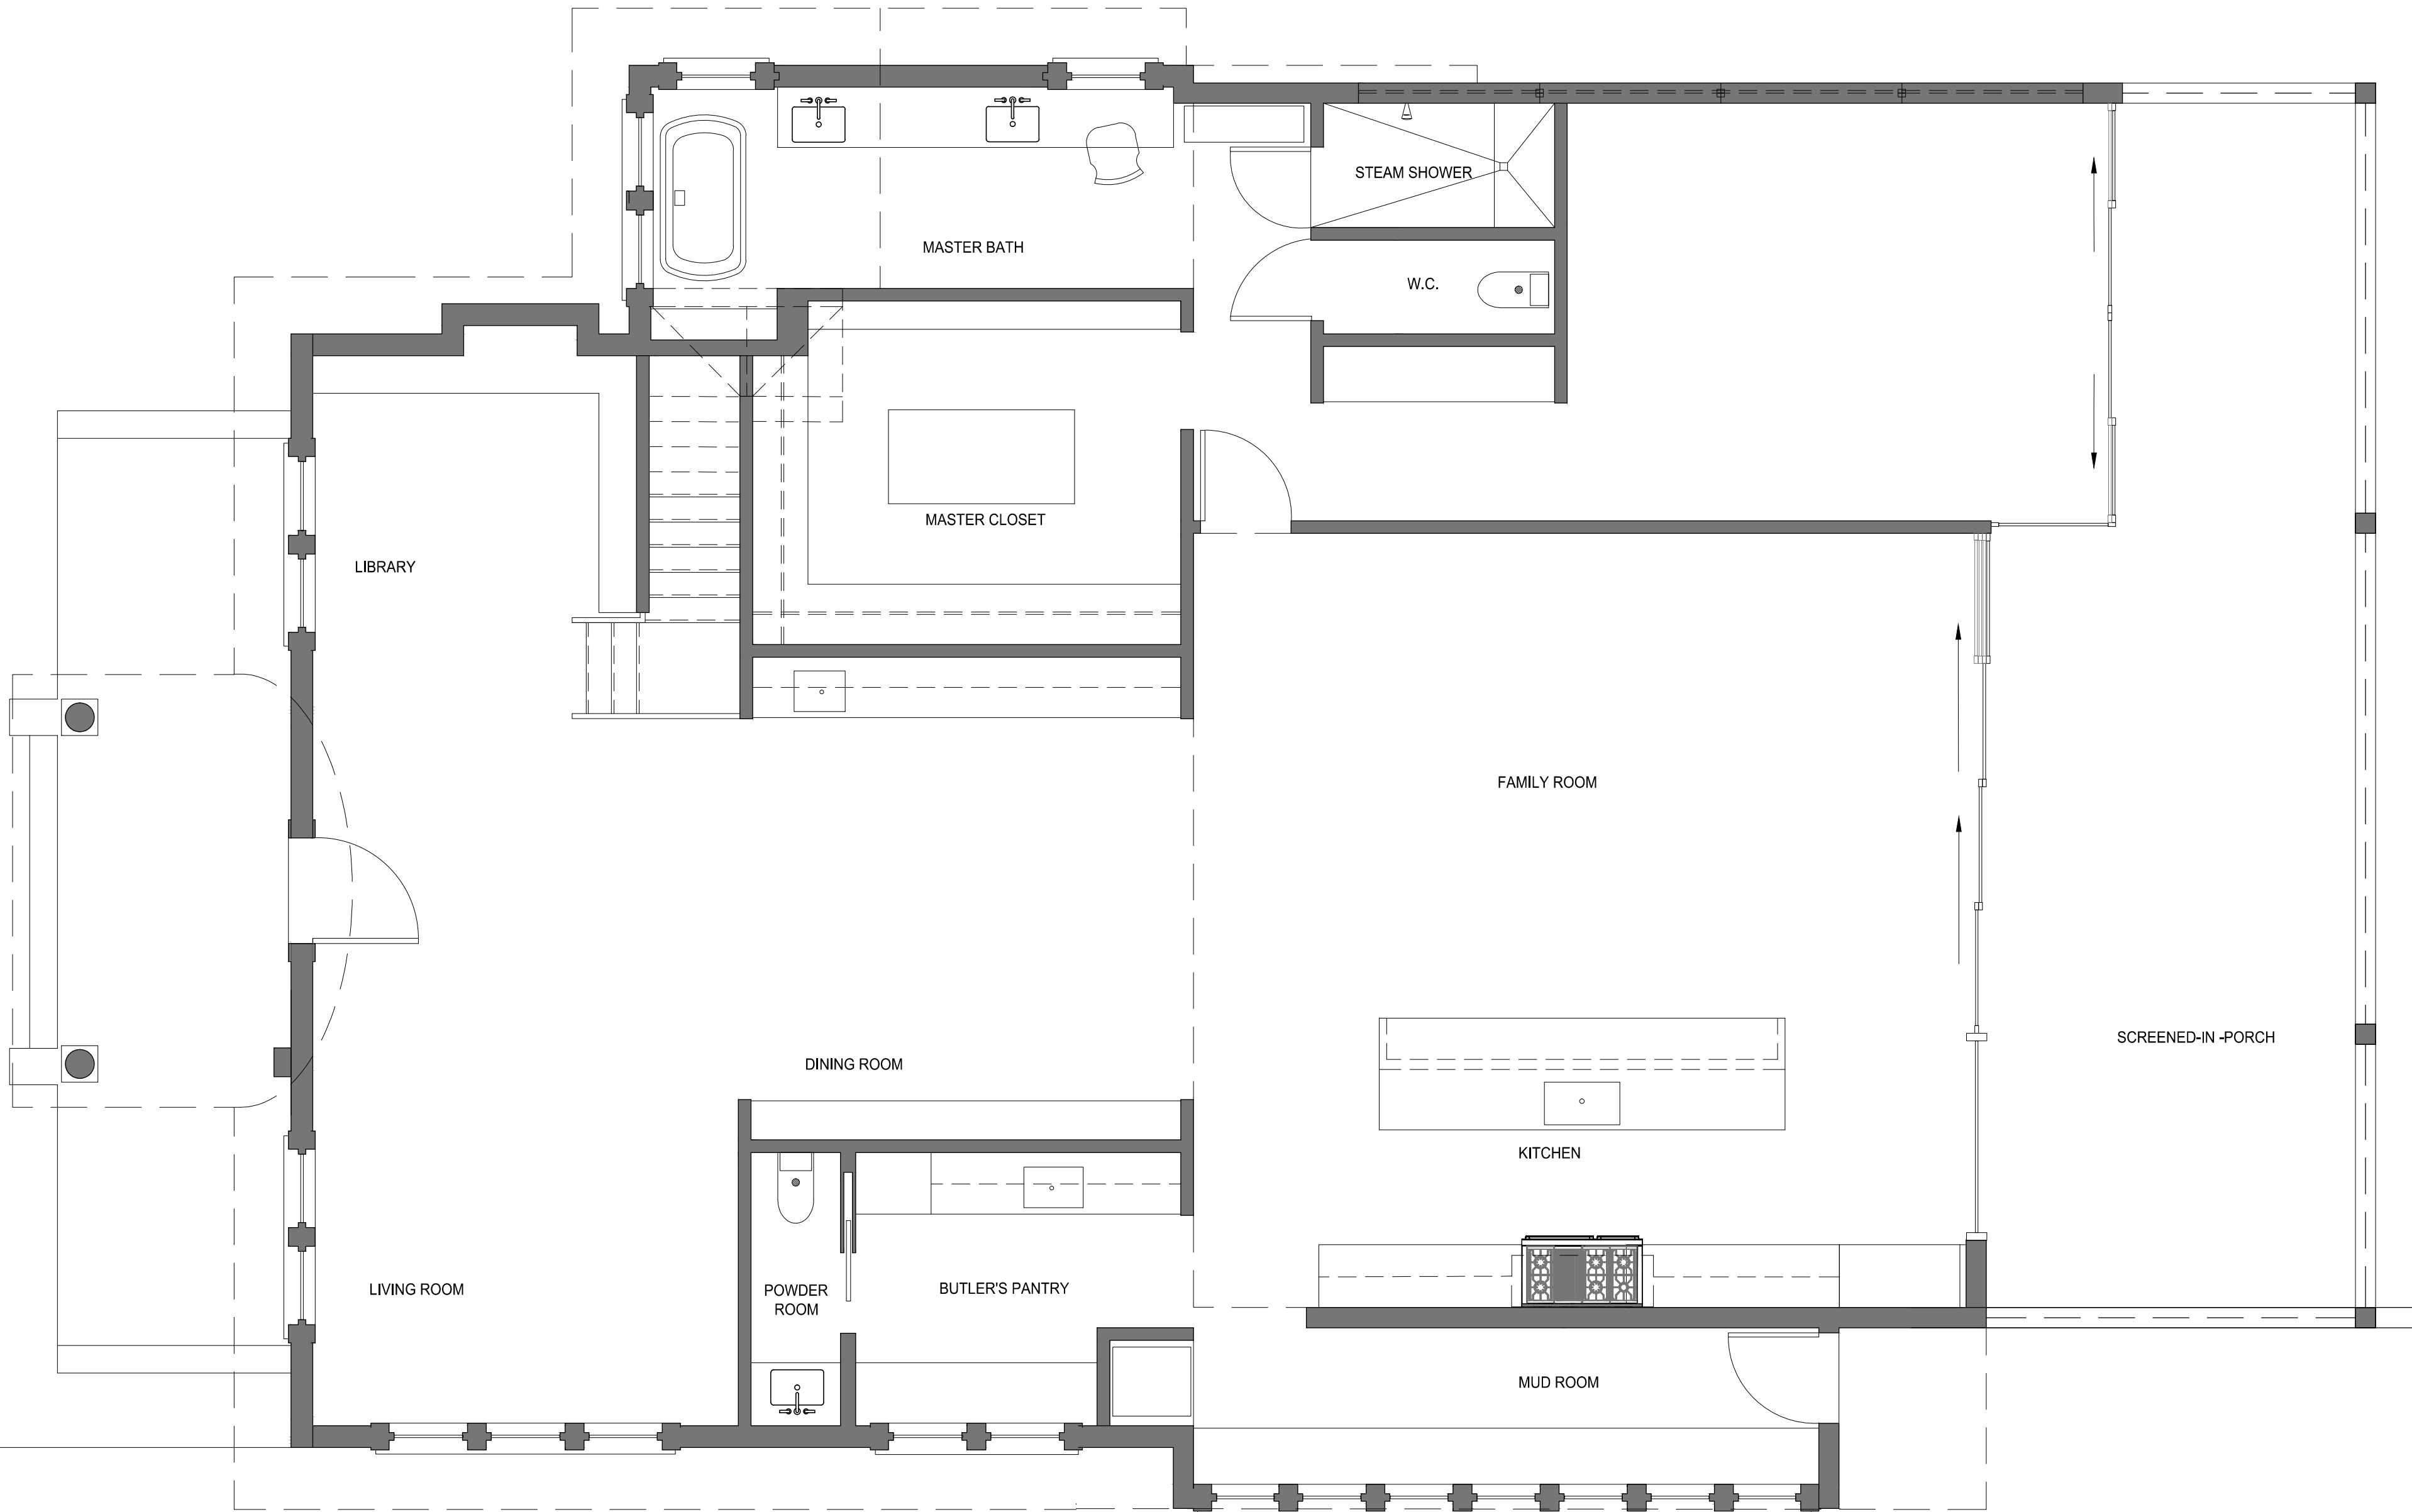 STEAM SHOWER
MASTER BATH
W.C.
MASTER CLOSET
LIBRARY
FAMILY ROOM
SCREENED-IN -PORCH
DINING ROOM
KITCHEN
LIVING ROOM
POWDER
ROOM
BUTLER'S PANTRY
MUD ROOM